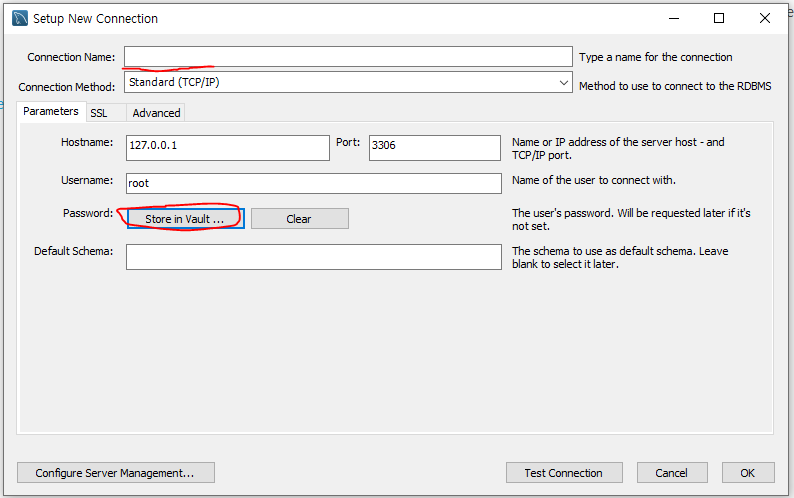 Setup New Connection
Connection Name:
Type a name for the connection
Connection Method:
Standard (TCP/IP)
Method to use to connect to the RDBMS
Parameters
SSL
Advanced
Hostname:
127.0.0.1
Port:
3306
Name or IP address of the server host - and
TCP/IP port.
Username:
root
Name of the user to connect with.
Password:
Store in Vault ...
Clear
The user's password. Will be requested later if it's
not set.
Default Schema:
The schema to use as default schema. Leave
blank to select it later.
Configure Server Management...
Test Connection
Cancel
OK